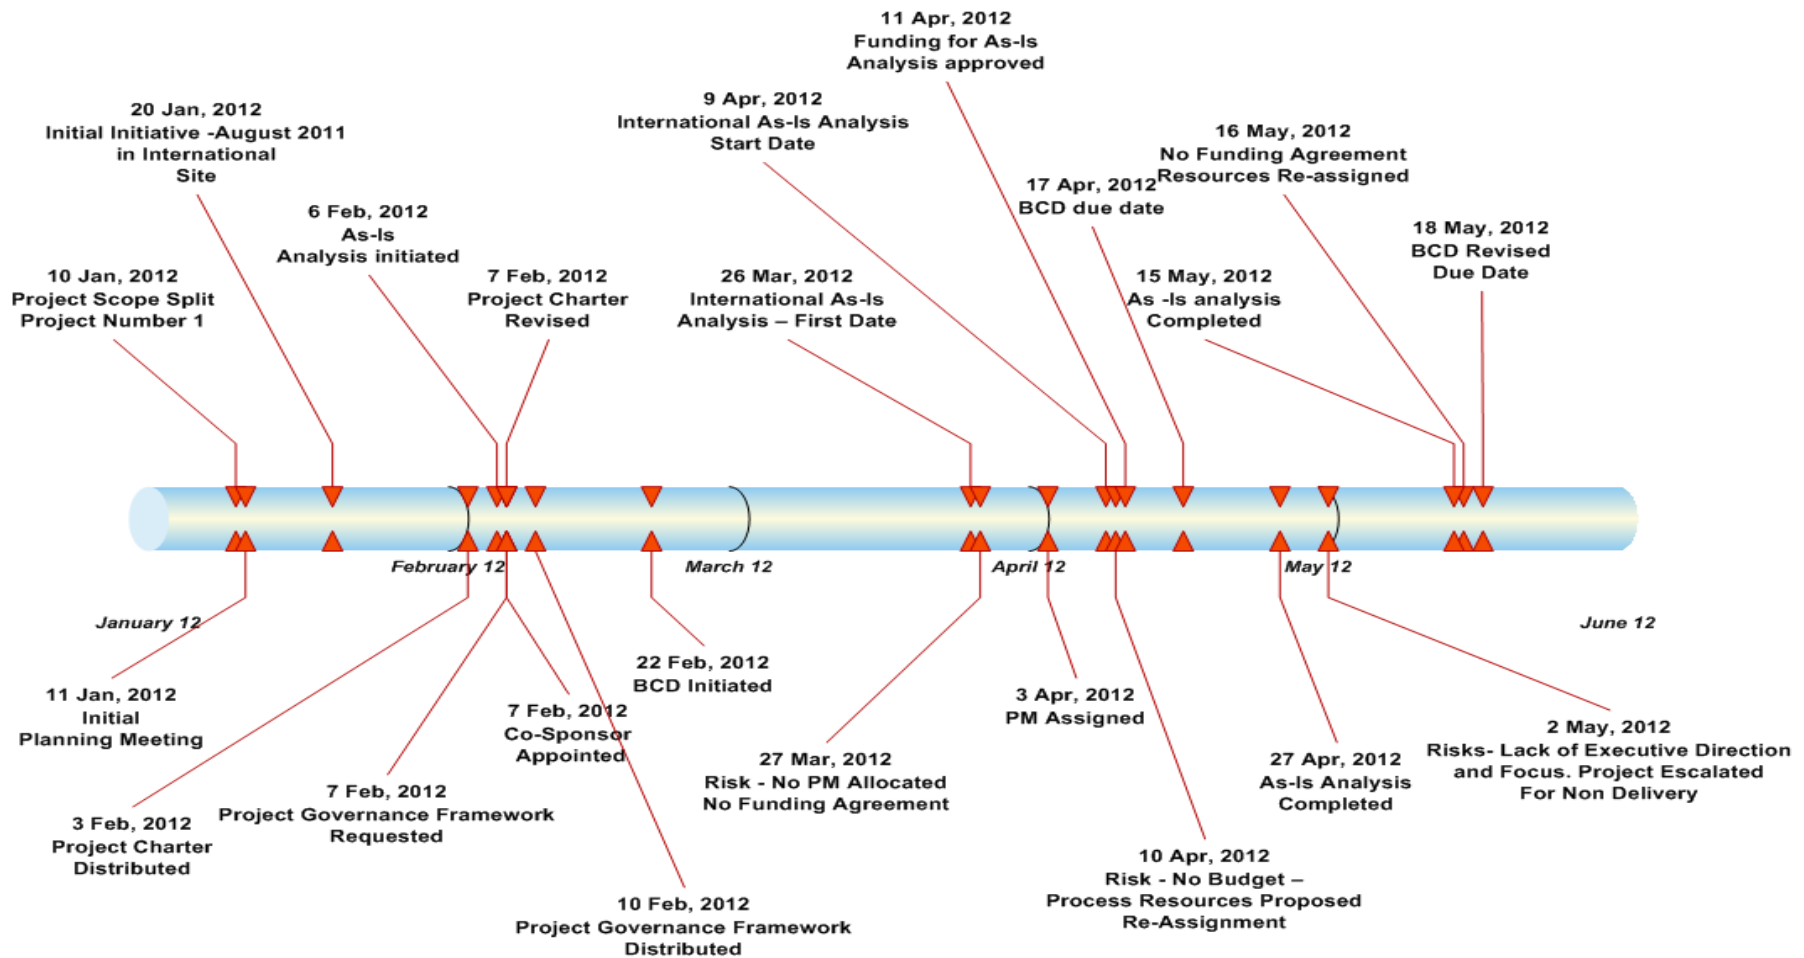 11 Apr, 2012
Funding for As-Is
Analysis approved
20 Jan, 2012
Initial Initiative -August 2011
in International
Site
9 Apr, 2012
International As-Is Analysis
Start Date
16 May, 2012
No Funding Agreement
Resources Re-assigned
17 Apr, 2012
BCD due date
6 Feb, 2012
As-Is
Analysis initiated
18 May, 2012
BCD Revised
Due Date
10 Jan, 2012
Project Scope Split
Project Number 1
7 Feb, 2012
Project Charter
Revised
26 Mar, 2012
International As-Is
Analysis – First Date
15 May, 2012
As -Is analysis
Completed
January 12
February 12
March 12
April 12
May 12
June 12
11 Jan, 2012
Initial
Planning Meeting
3 Feb, 2012
Project Charter
Distributed
7 Feb, 2012
Project Governance Framework
Requested
7 Feb, 2012
Co-Sponsor
Appointed
10 Feb, 2012
Project Governance Framework
Distributed
22 Feb, 2012
BCD Initiated
27 Mar, 2012
Risk - No PM Allocated
No Funding Agreement
3 Apr, 2012
PM Assigned
10 Apr, 2012
Risk - No Budget –
Process Resources Proposed
Re-Assignment
27 Apr, 2012
As-Is Analysis
Completed
2 May, 2012
Risks- Lack of Executive Direction
and Focus. Project Escalated
For Non Delivery